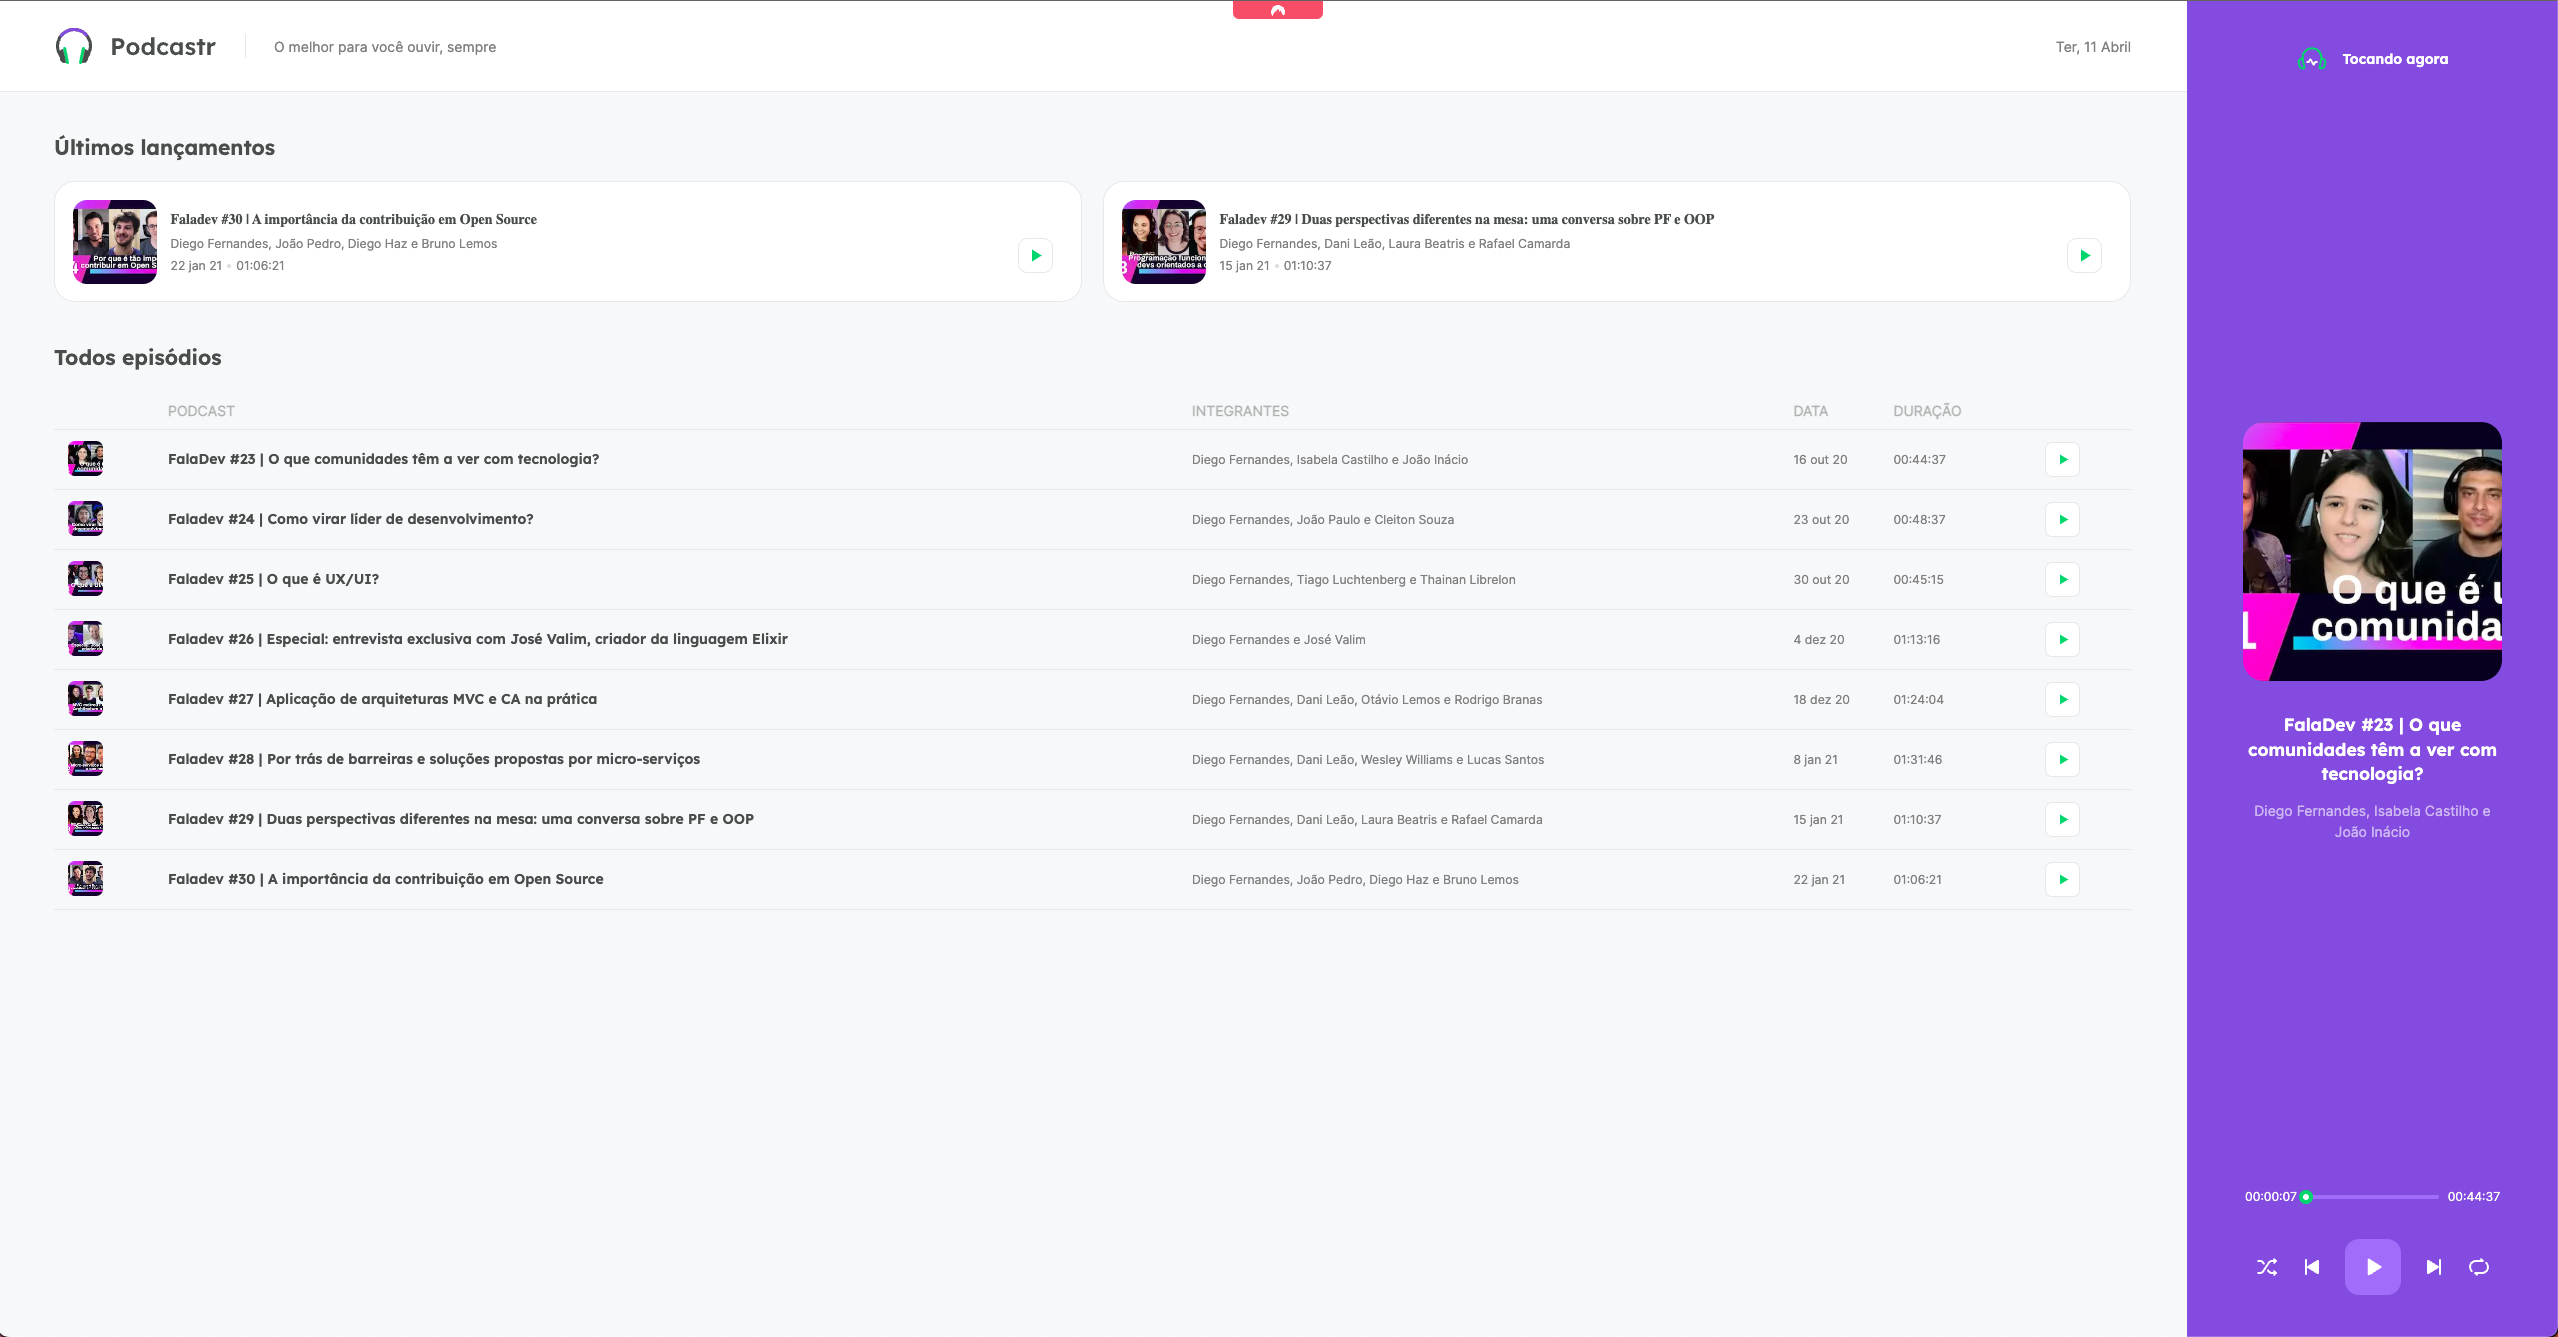 Podcastr
O melhor para você ouvir, sempre
Ter, 11 Abril
Tocando agora
Últimos lançamentos
Por que é tão imp
contribuir em Open S
Faladev #30 | A importância da contribuição em Open Source
Diego Fernandes, João Pedro, Diego Haz e Bruno Lemos
22 jan 21 • 01:06:21
Programação funcion
devs orientados a o
Faladev #29 | Duas perspectivas diferentes na mesa: uma conversa sobre PF e OOP
Diego Fernandes, Dani Leão, Laura Beatris e Rafael Camarda
15 jan 21 • 01:10:37
Todos episódios
PODCAST INTEGRANTES DATA DURAÇÃO
FalaDev #23 | O que comunidades têm a ver com tecnologia? Diego Fernandes, Isabela Castilho e João Inácio 16 out 20 00:44:37
Faladev #24 | Como virar líder de desenvolvimento? Diego Fernandes, João Paulo e Cleiton Souza 23 out 20 00:48:37
Faladev #25 | O que é UX/UI? Diego Fernandes, Tiago Luchtenberg e Thainan Librelon 30 out 20 00:45:15
Faladev #26 | Especial: entrevista exclusiva com José Valim, criador da linguagem Elixir Diego Fernandes e José Valim 4 dez 20 01:13:16
Faladev #27 | Aplicação de arquiteturas MVC e CA na prática Diego Fernandes, Dani Leão, Otávio Lemos e Rodrigo Branas 18 dez 20 01:24:04
Faladev #28 | Por trás de barreiras e soluções propostas por micro-serviços Diego Fernandes, Dani Leão, Wesley Williams e Lucas Santos 8 jan 21 01:31:46
Faladev #29 | Duas perspectivas diferentes na mesa: uma conversa sobre PF e OOP Diego Fernandes, Dani Leão, Laura Beatris e Rafael Camarda 15 jan 21 01:10:37
Faladev #30 | A importância da contribuição em Open Source Diego Fernandes, João Pedro, Diego Haz e Bruno Lemos 22 jan 21 01:06:21
O que é u
comunida
FalaDev #23 | O que
comunidades têm a ver com
tecnologia?
Diego Fernandes, Isabela Castilho e
João Inácio
00:00:07 00:44:37